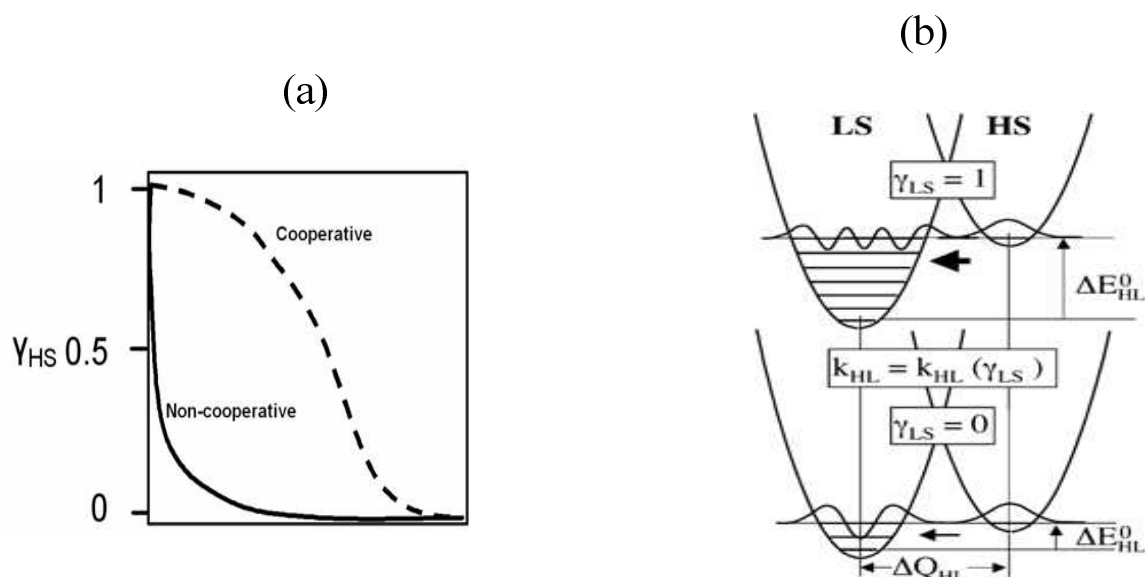 (a)
1
Cooperative
γHS 0.5
Non-cooperative
0
(b)
LS HS
γLS = 1
ΔE⁰HL
kHL = kHL (γLS )
γLS = 0
ΔE⁰HL
ΔQHL